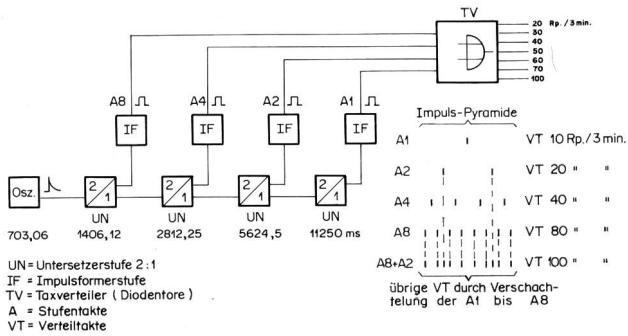 TV
20 Rp./3 min.
30
40
50
60
70
100
A8 A4 A2 A1
IF IF IF IF
Impuls-Pyramide
A1 VT 10 Rp./3 min.
A2 VT 20 " "
A4 VT 40 " "
A8 VT 80 " "
A8+A2 VT 100 " "
übrige VT durch Verschach-
telung der A1 bis A8
Osz. 2/1 2/1 2/1 2/1
UN UN UN UN
703,06 1406,12 2812,25 5624,5 11250 ms
UN = Untersetzerstufe 2:1
IF = Impulsformerstufe
TV = Taxverteiler ( Diodentore )
A = Stufentakte
VT = Verteiltakte